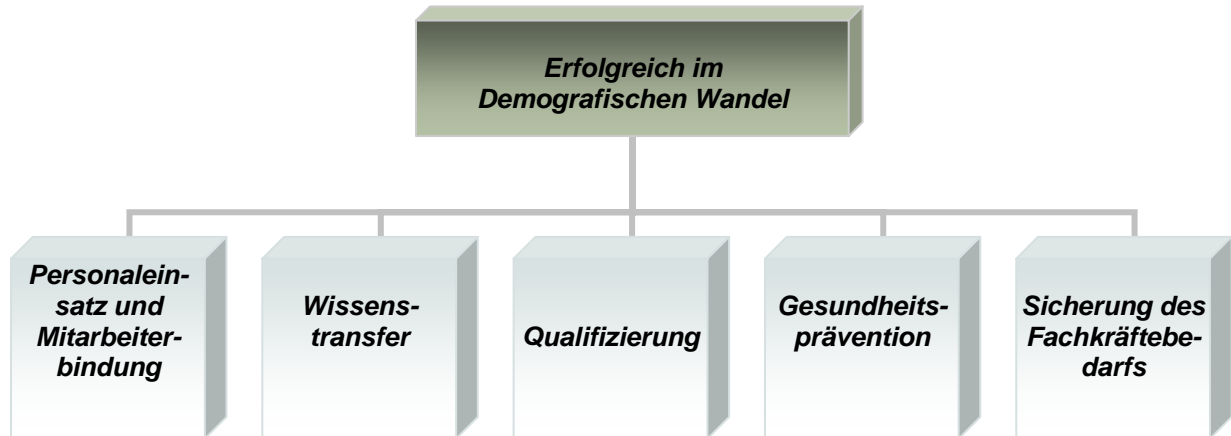 Erfolgreich im
Demografischen Wandel
Personalein-
satz und
Mitarbeiter-
bindung
Wissens-
transfer
Qualifizierung
Gesundheits-
prävention
Sicherung des
Fachkräftebe-
darfs